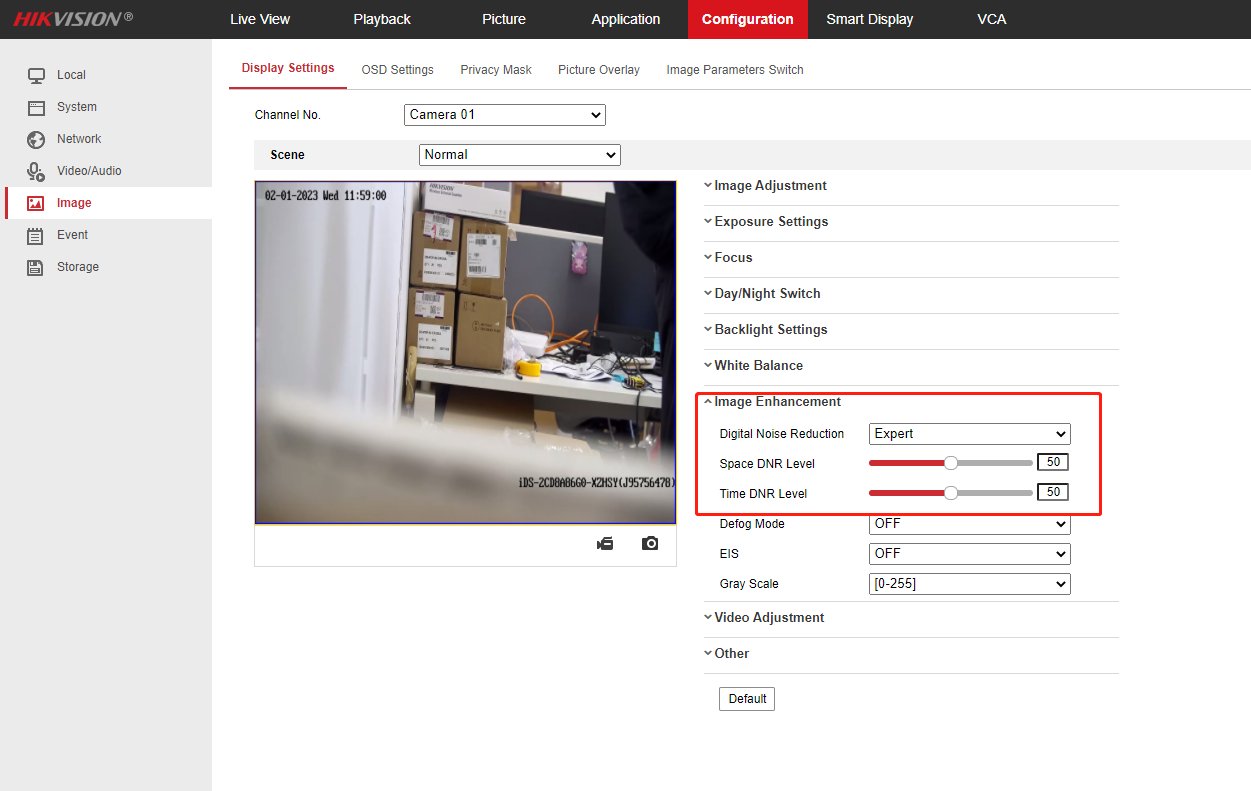 HIKVISION®
Live View Playback Picture Application Configuration Smart Display VCA
Local
System
Network
Video/Audio
Image
Event
Storage
Display Settings OSD Settings Privacy Mask Picture Overlay Image Parameters Switch
Channel No. Camera 01
Scene Normal
02-01-2023 Wed 11:59:00
HIKVISION
iDS-2CD8A86G0-XZHSY(J95756478)
Image Adjustment
Exposure Settings
Focus
Day/Night Switch
Backlight Settings
White Balance
Image Enhancement
Digital Noise Reduction Expert
Space DNR Level 50
Time DNR Level 50
Defog Mode OFF
EIS OFF
Gray Scale [0-255]
Video Adjustment
Other
Default